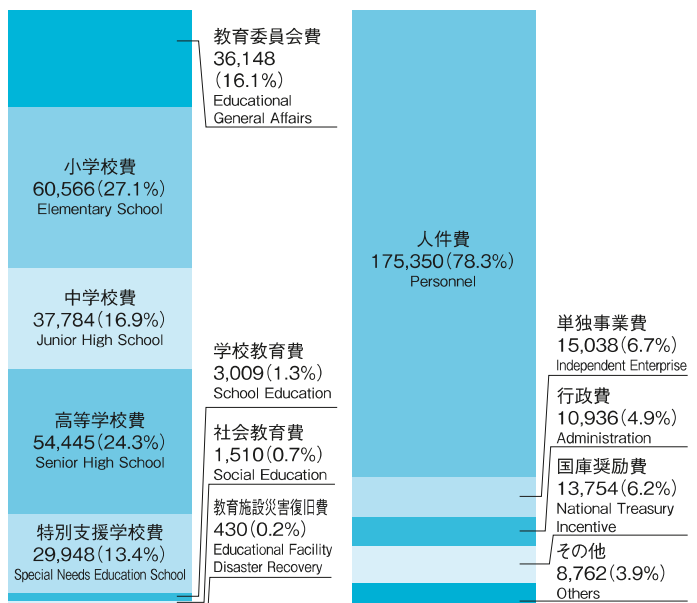 教育委員会費
36,148
(16.1%)
Educational
General Affairs
小学校費
60,566(27.1%)
Elementary School
中学校費
37,784(16.9%)
Junior High School
高等学校費
54,445(24.3%)
Senior High School
特別支援学校費
29,948(13.4%)
Special Needs Education School
学校教育費
3,009(1.3%)
School Education
社会教育費
1,510(0.7%)
Social Education
教育施設災害復旧費
430(0.2%)
Educational Facility
Disaster Recovery
人件費
175,350(78.3%)
Personnel
単独事業費
15,038(6.7%)
Independent Enterprise
行政費
10,936(4.9%)
Administration
国庫奨励費
13,754(6.2%)
National Treasury
Incentive
その他
8,762(3.9%)
Others